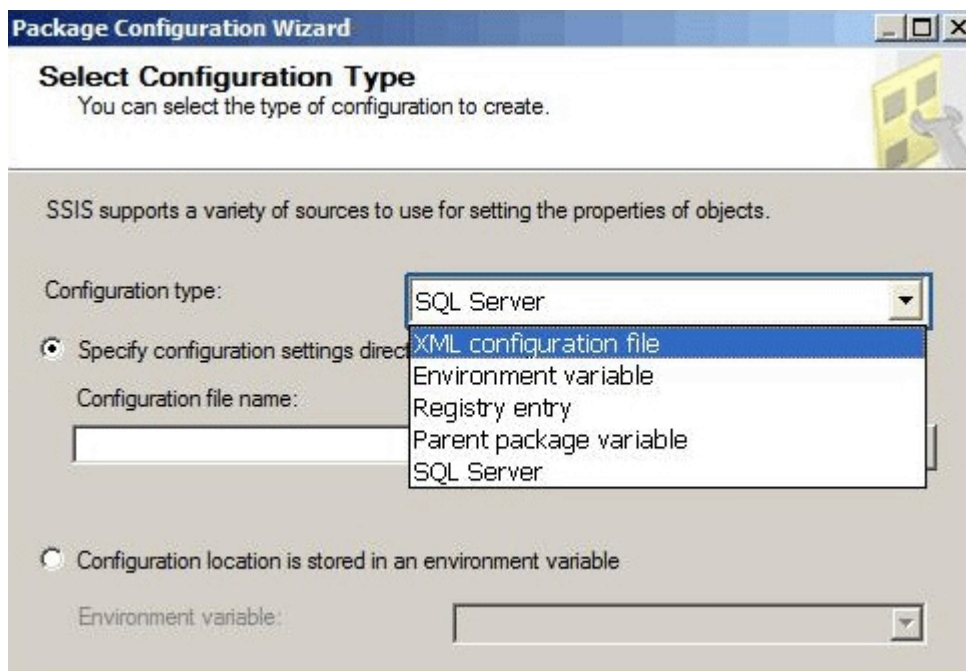 Package Configuration Wizard
Select Configuration Type
You can select the type of configuration to create.
SSIS supports a variety of sources to use for setting the properties of objects.
Configuration type:
SQL Server
Specify configuration settings
XML configuration file
Environment variable
Configuration file name:
Registry entry
Parent package variable
SQL Server
Configuration location is stored in an environment variable
Environment variable: